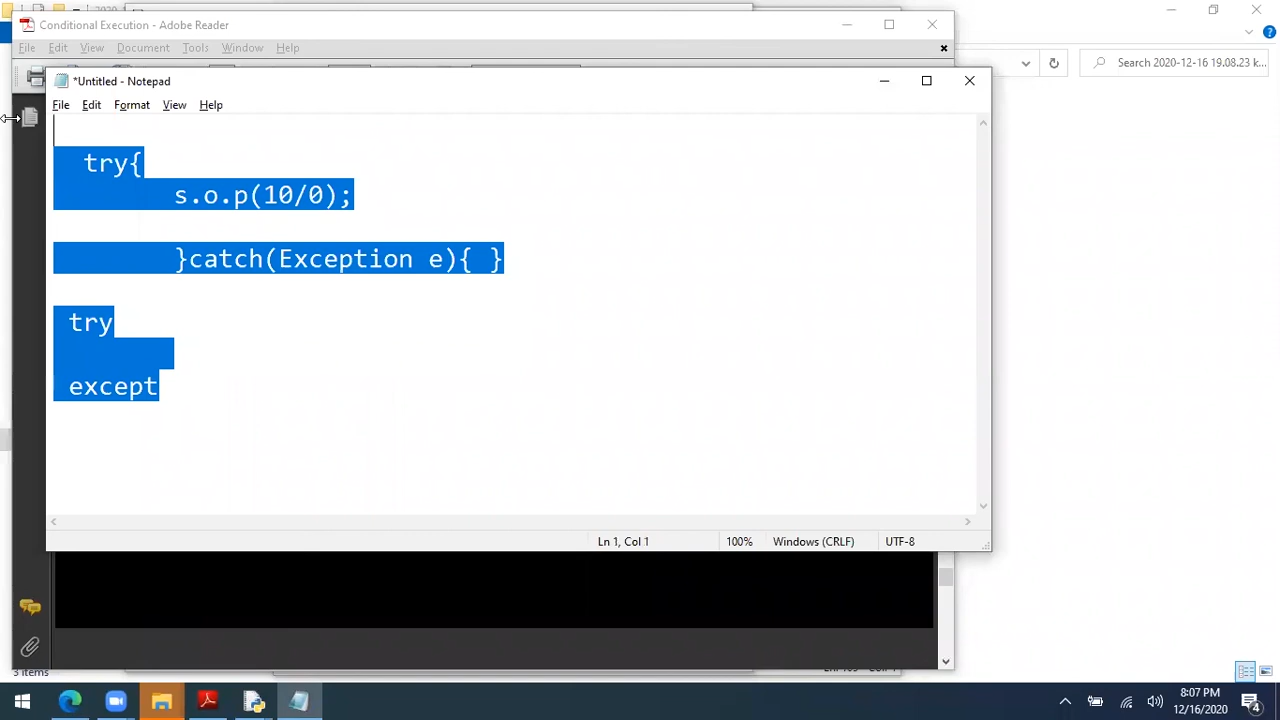 Conditional Execution - Adobe Reader
File Edit View Document Tools Window Help
Search 2020-12-16 19.08.23 k...
*Untitled - Notepad
File Edit Format View Help
try{
s.o.p(10/0);
}catch(Exception e){ }
try
except
Ln 1, Col 1 100% Windows (CRLF) UTF-8
3 items
8:07 PM
12/16/2020
4